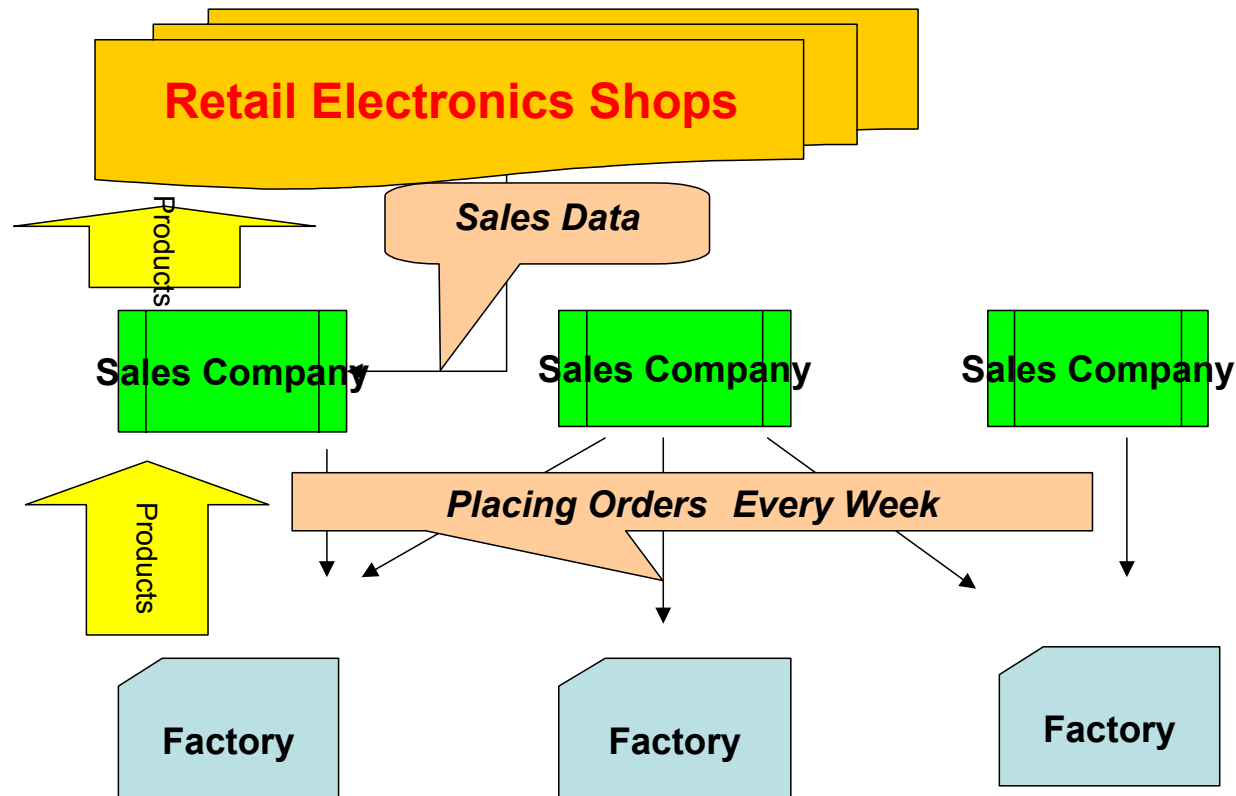 Retail Electronics Shops
Products
Sales Data
Sales Company
Sales Company
Sales Company
Placing Orders Every Week
Products
Factory
Factory
Factory